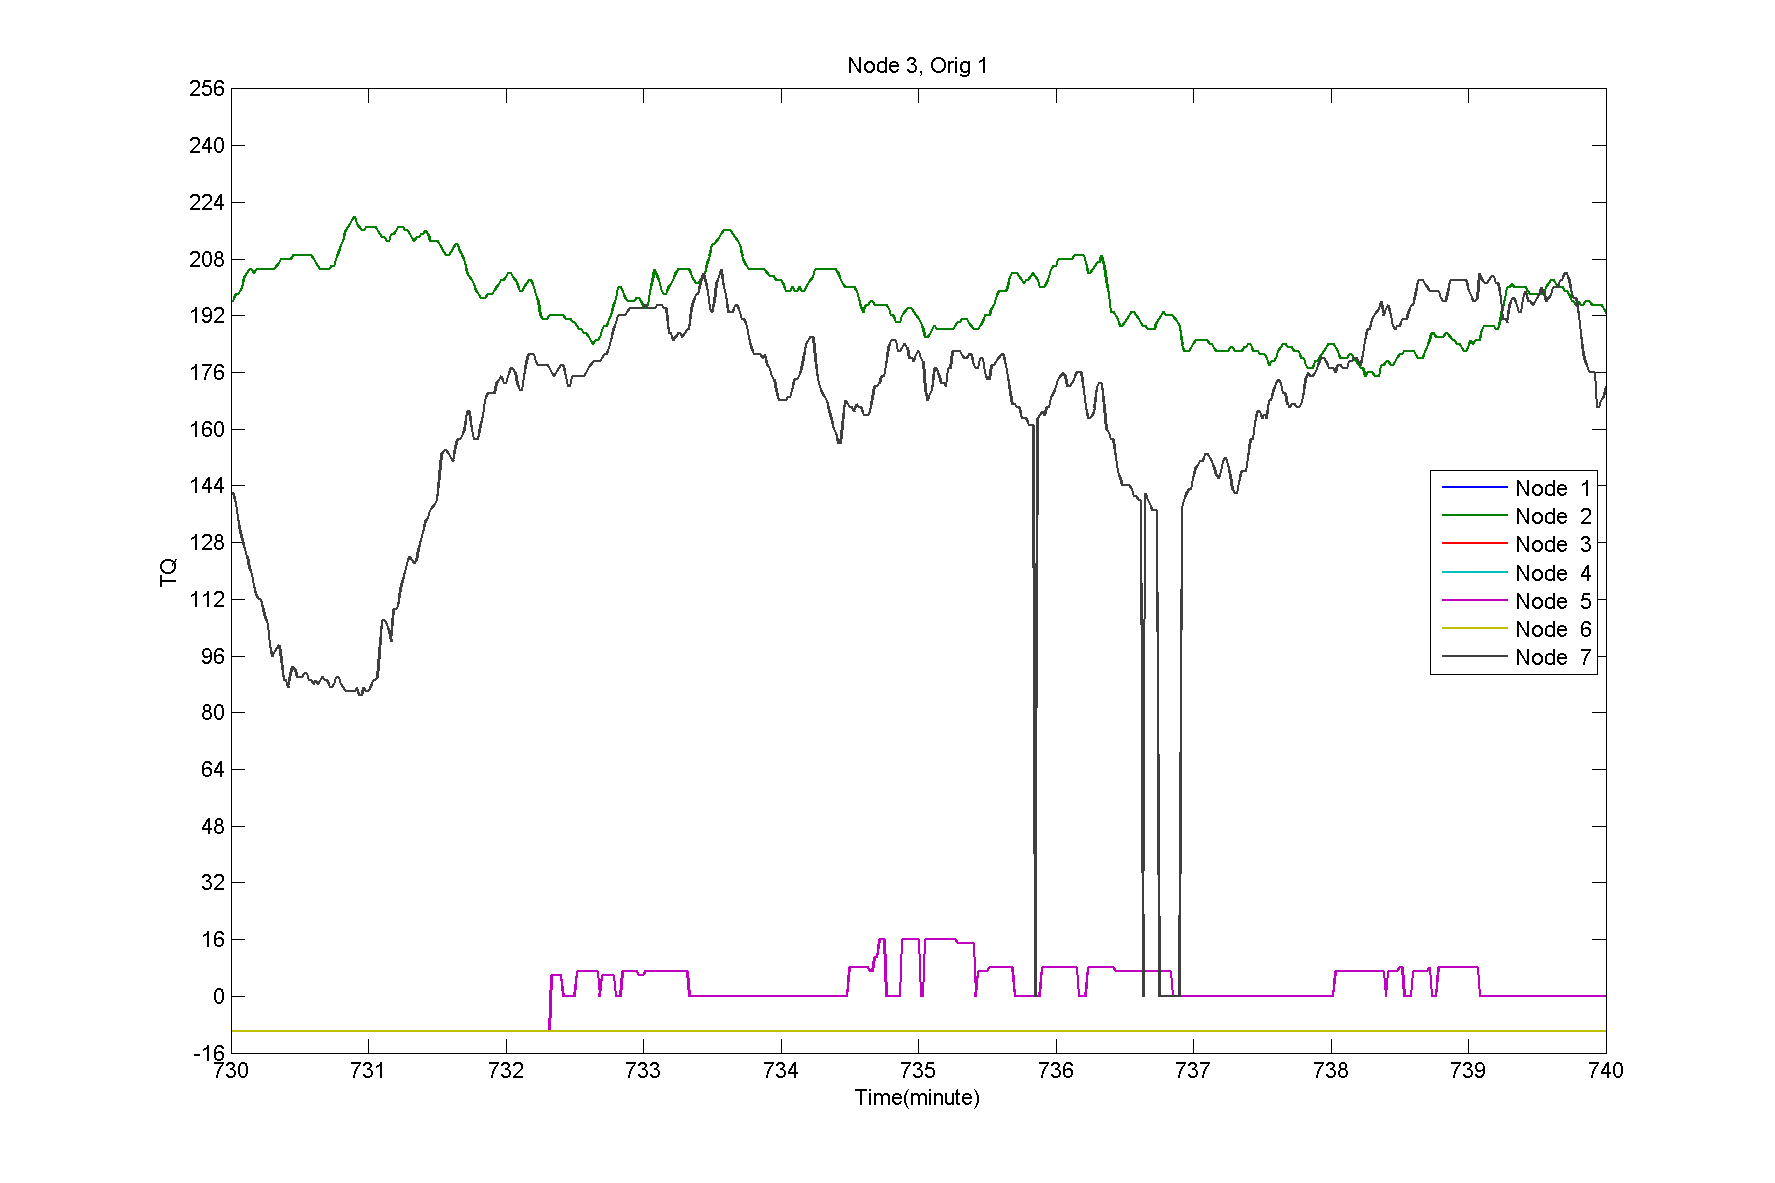 Node 3, Orig 1
256
240
224
208
192
176
160
144
128
112
96
80
64
48
32
16
0
-16
TQ
Node 1
Node 2
Node 3
Node 4
Node 5
Node 6
Node 7
730 731 732 733 734 735 736 737 738 739 740
Time(minute)